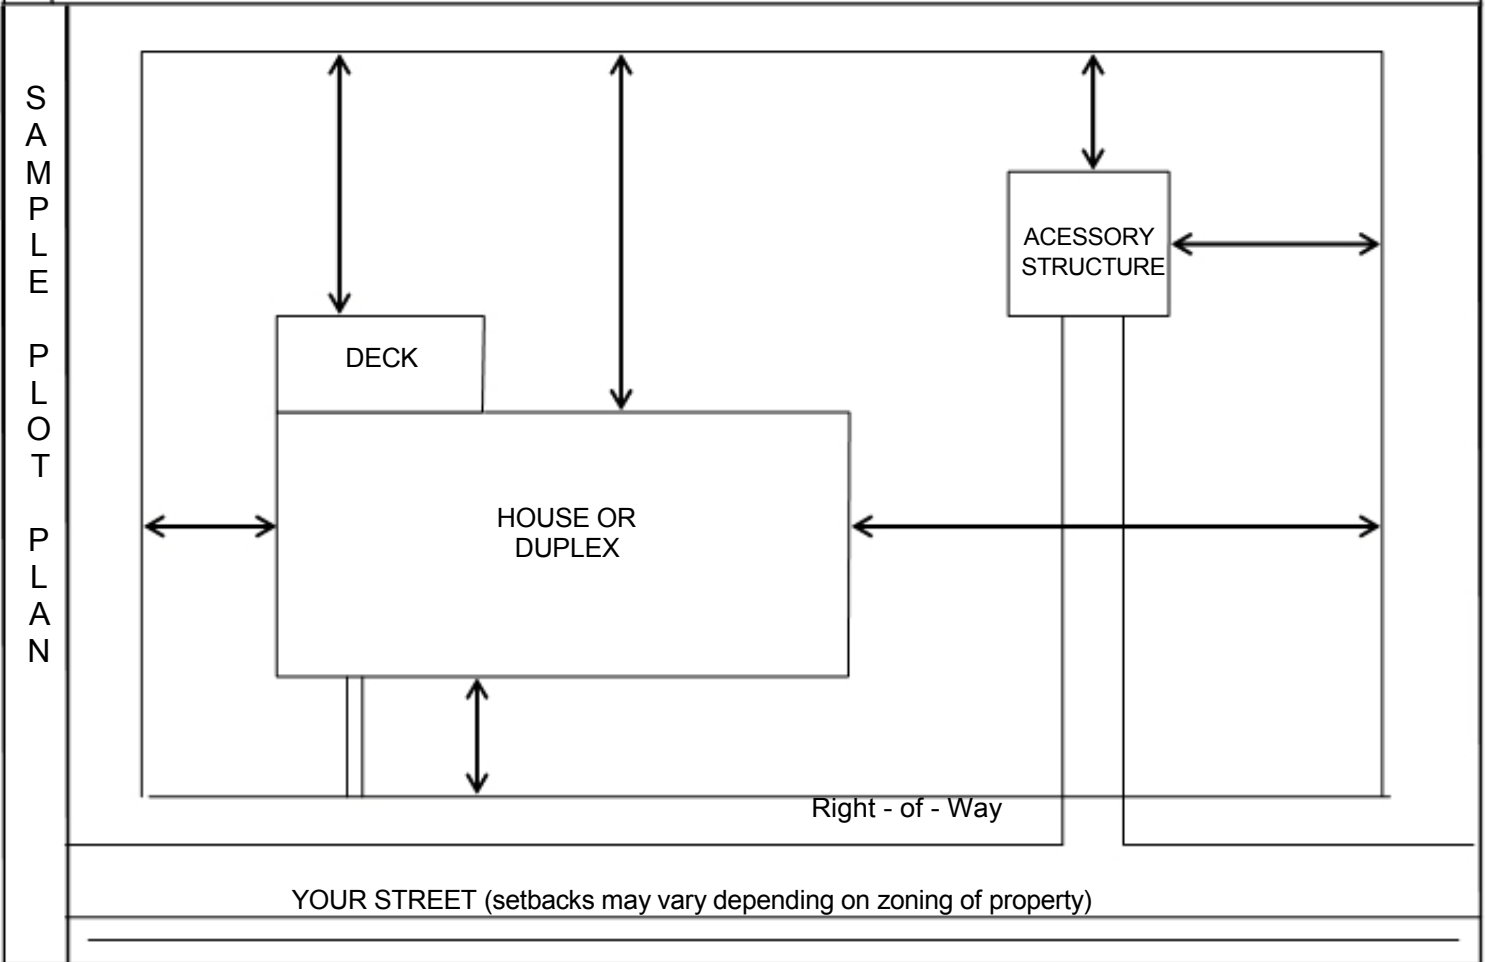 SAMPLE PLOT PLAN
ACESSORY
STRUCTURE
DECK
HOUSE OR
DUPLEX
Right - of - Way
YOUR STREET (setbacks may vary depending on zoning of property)